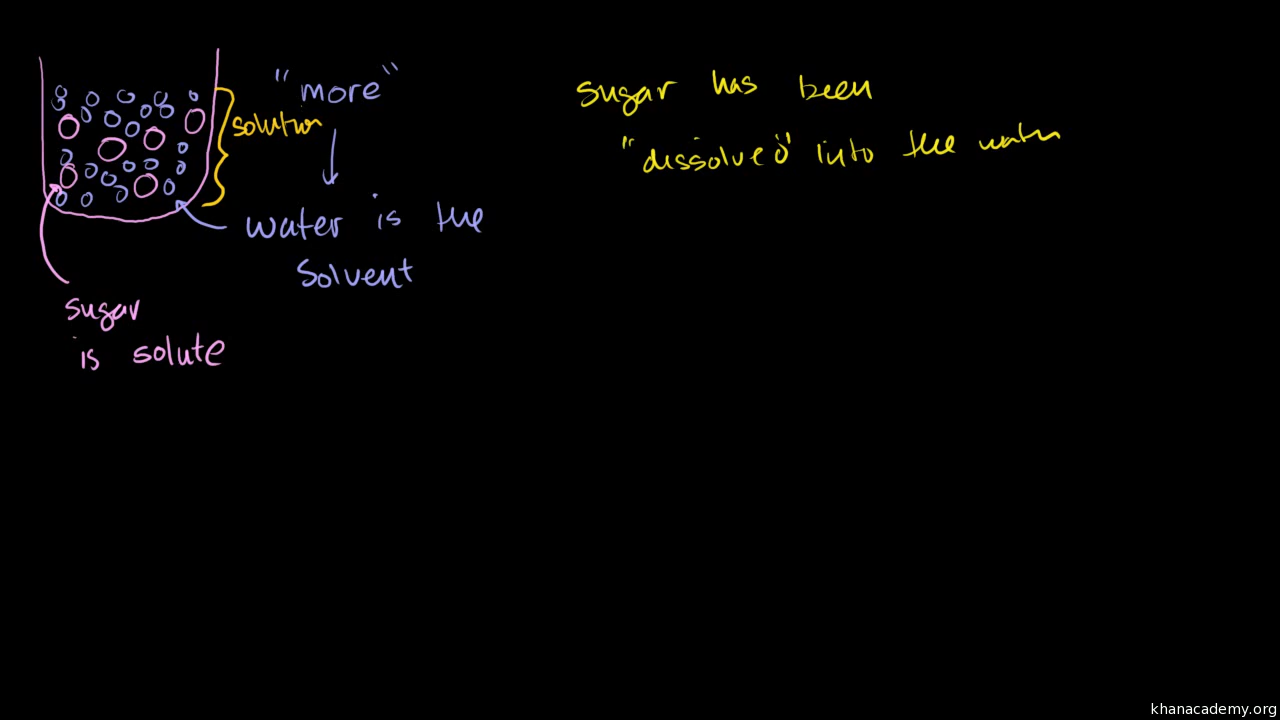 "more"
solution
water is the
solvent
sugar
is solute
sugar has been
"dissolved" into the water
khanacademy.org